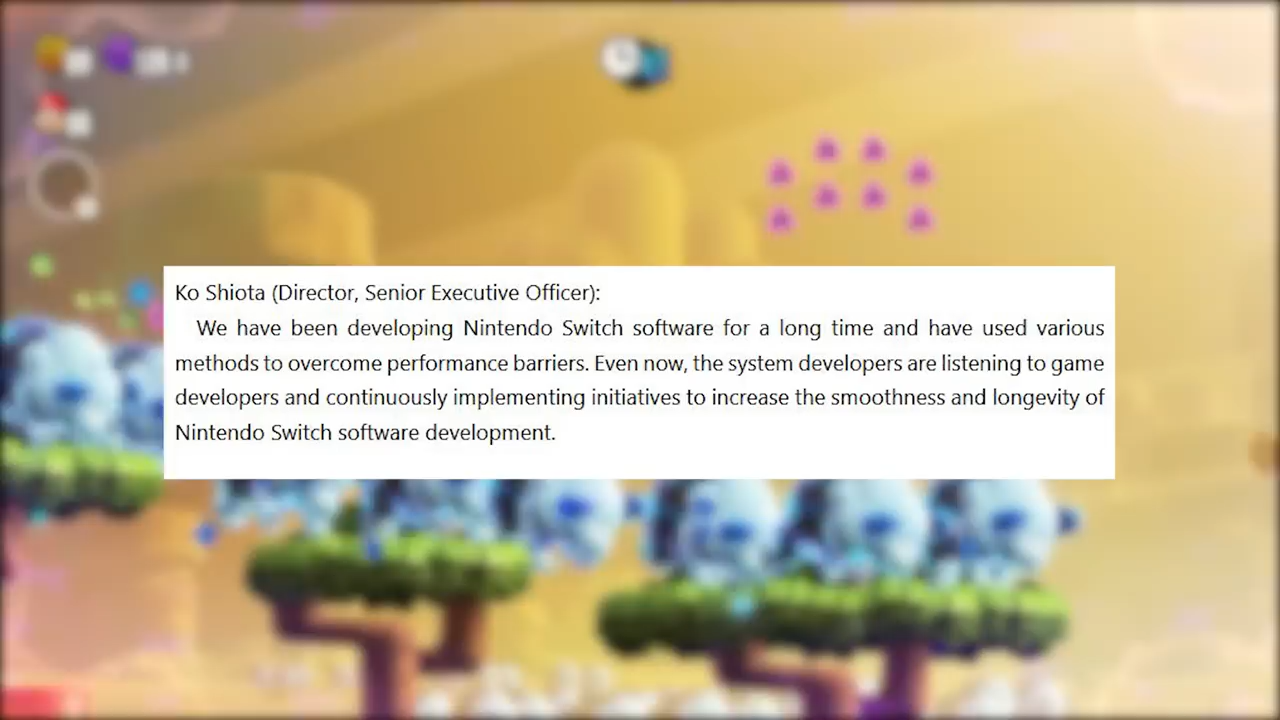 Ko Shiota (Director, Senior Executive Officer):
We have been developing Nintendo Switch software for a long time and have used various
methods to overcome performance barriers. Even now, the system developers are listening to game
developers and continuously implementing initiatives to increase the smoothness and longevity of
Nintendo Switch software development.